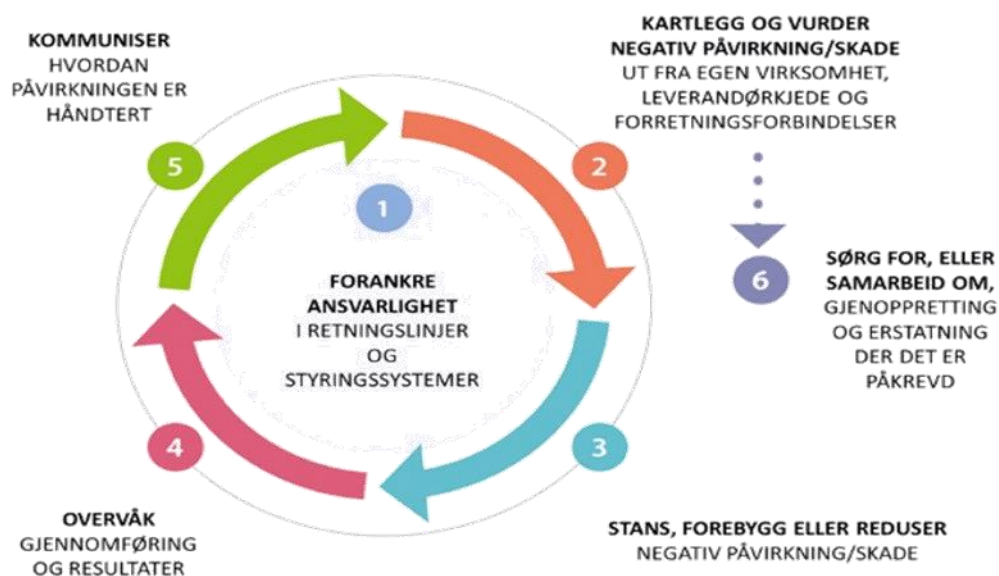 1
FORANKRE
ANSVARLIGHET
I RETNINGSLINJER
OG
STYRINGSSYSTEMER
2
KARTLEGG OG VURDER
NEGATIV PÅVIRKNING/SKADE
UT FRA EGEN VIRKSOMHET,
LEVERANDØRKJEDE OG
FORRETNINGSFORBINDELSER
3
STANS, FOREBYGG ELLER REDUSER
NEGATIV PÅVIRKNING/SKADE
4
OVERVÅK
GJENNOMFØRING
OG RESULTATER
5
KOMMUNISER
HVORDAN
PÅVIRKNINGEN ER
HÅNDTERT
6
SØRG FOR, ELLER
SAMARBEID OM,
GJENOPPRETTING
OG ERSTATNING
DER DET ER
PÅKREVD